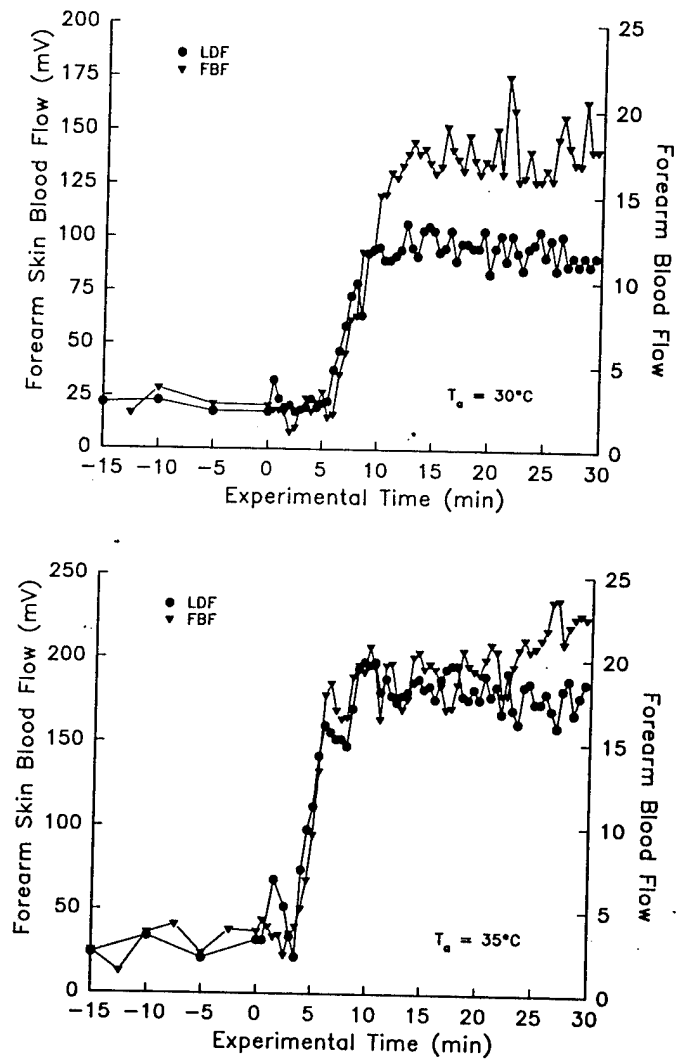 200
175
150
125
100
75
50
25
0
Forearm Skin Blood Flow (mV)
LDF
FBF
25
20
15
10
5
0
Forearm Blood Flow
Tₐ = 30°C
−15 −10 −5 0 5 10 15 20 25 30
Experimental Time (min)
250
200
150
100
50
0
Forearm Skin Blood Flow (mV)
LDF
FBF
25
20
15
10
5
0
Forearm Blood Flow
Tₐ = 35°C
−15 −10 −5 0 5 10 15 20 25 30
Experimental Time (min)